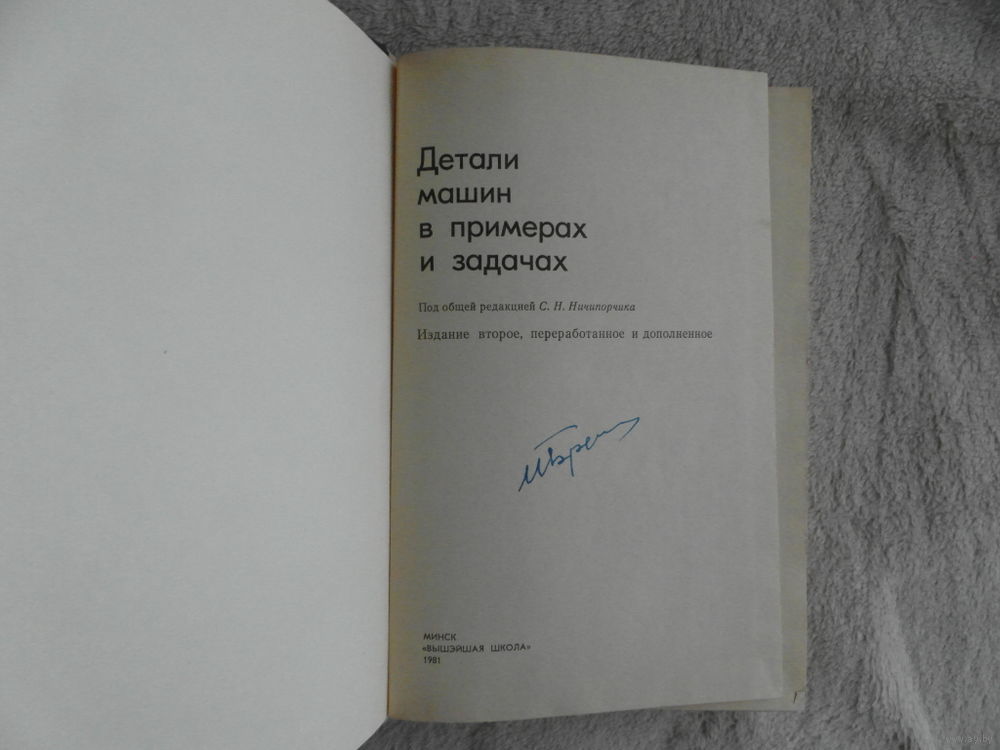 Детали
машин
в примерах
и задачах
Под общей редакцией С. Н. Ничипорчика
Издание второе, переработанное и дополненное
МИНСК
«ВЫШЭЙШАЯ ШКОЛА»
1981